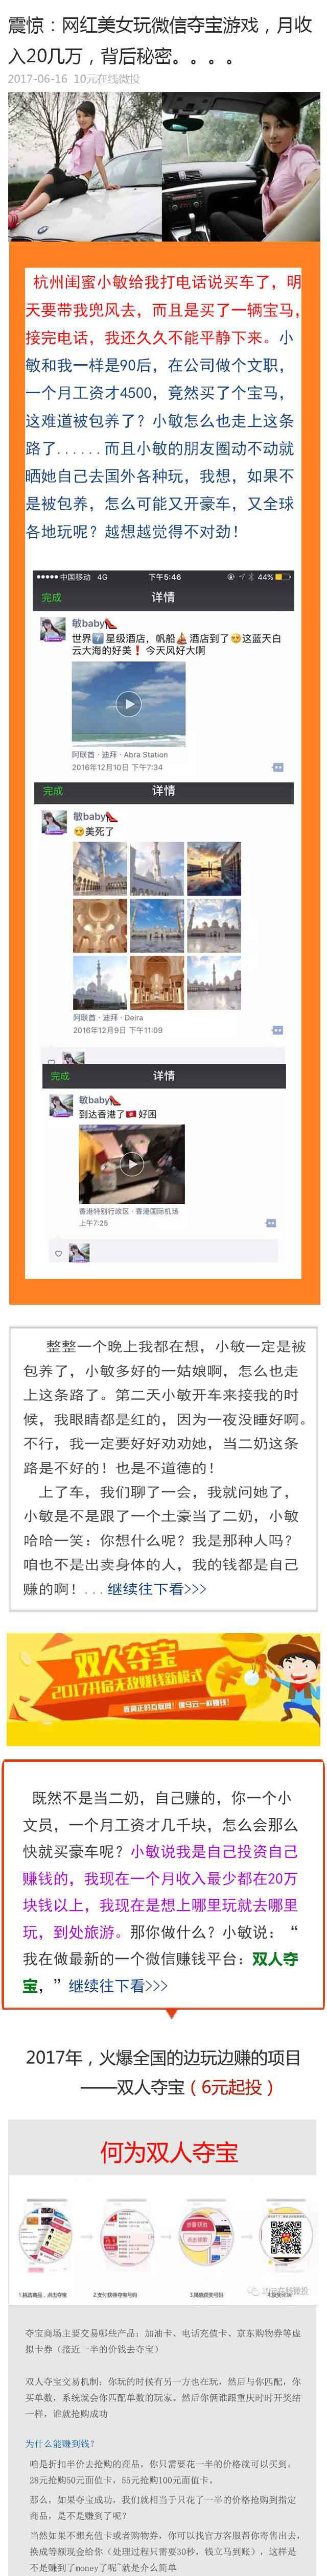 震惊：网红美女玩微信夺宝游戏，月收
入20几万，背后秘密。。。。
2017-06-16 10元在线微投
杭州闺蜜小敏给我打电话说买车了，明
天要带我兜风去，而且是买了一辆宝马，
接完电话，我还久久不能平静下来。小
敏和我一样是90后，在公司做个文职，
一个月工资才4500，竟然买了个宝马，
这难道被包养了？小敏怎么也走上这条
路了......而且小敏的朋友圈动不动就
晒她自己去国外各种玩，我想，如果不
是被包养，怎么可能又开豪车，又全球
各地玩呢？越想越觉得不对劲！
中国移动 4G 下午5:46 44%
完成 详情
敏baby👠
世界7️⃣星级酒店，帆船⛵酒店到了😍这蓝天白
云大海的好美！今天风好大啊
阿联酋·迪拜·Abra Station
2016年12月10日 下午7:34
完成 详情
敏baby👠
😍美死了
阿联酋·迪拜·Deira
2016年12月9日 下午11:09
完成 详情
敏baby👠
到达香港了🇭🇰好困
香港特别行政区·香港国际机场
上午7:25
整整一个晚上我都在想，小敏一定是被
包养了，小敏多好的一姑娘啊，怎么也走
上这条路了。第二天小敏开车来接我的时
候，我眼睛都是红的，因为一夜没睡好啊。
不行，我一定要好好劝劝她，当二奶这条
路是不好的！也是不道德的！
上了车，我们聊了一会，我就问她了，
小敏是不是跟了一个土豪当了二奶，小敏
哈哈一笑：你想什么呢？我是那种人吗？
咱也不是出卖身体的人，我的钱都是自己
赚的啊！...继续往下看>>>
双人夺宝
2017开启无敌赚钱新模式
最真正的互联网！像马云一样赚钱！
既然不是当二奶，自己赚的，你一个小
文员，一个月工资才几千块，怎么会那么
快就买豪车呢？小敏说我是自己投资自己
赚钱的，我现在一个月收入最少都在20万
块钱以上，我现在是想上哪里玩就去哪里
玩，到处旅游。那你做什么？小敏说：“
我在做最新的一个微信赚钱平台：双人夺
宝，”继续往下看>>>
2017年，火爆全国的边玩边赚的项目
——双人夺宝（6元起投）
何为双人夺宝
1.挑选商品，点击夺宝 2.支付获得夺宝号码 3.揭晓获奖号码
10元在线微投
夺宝商场主要交易哪些产品：加油卡、电话充值卡、京东购物券等虚
拟卡券（接近一半的价钱去夺宝）
双人夺宝交易机制：你玩的时候有另一方也在玩，然后与你匹配，你
买单数，系统就会你匹配单数的玩家，然后你俩谁跟重庆时时开奖结
一样，谁就抢购成功
为什么能赚到钱？
咱是折扣半价去抢购的商品，你只需要花一半的价格就可以买到，
28元抢购50元面值卡，55元抢购100元面值卡。
那么，如果夺宝成功，我们就相当于只花了一半的价格抢购到指定
商品，是不是赚到了呢？
当然如果不想充值卡或者购物券，你可以找官方客服帮你寄售出去，
换成等额现金给你（处理过程只需要30秒，钱立马到账），这样是
不是赚到了money了呢~就是介么简单